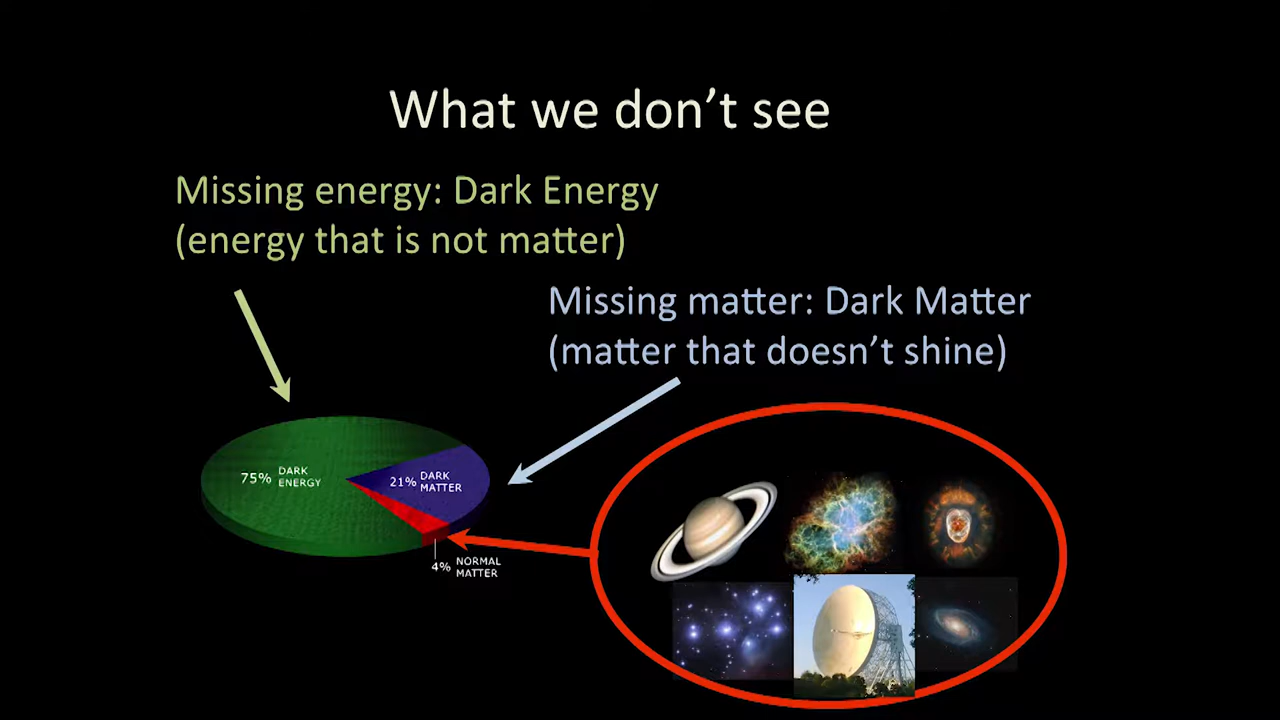 What we don’t see
Missing energy: Dark Energy
(energy that is not matter)
Missing matter: Dark Matter
(matter that doesn’t shine)
75% DARK
ENERGY
21% DARK
MATTER
4% NORMAL
MATTER